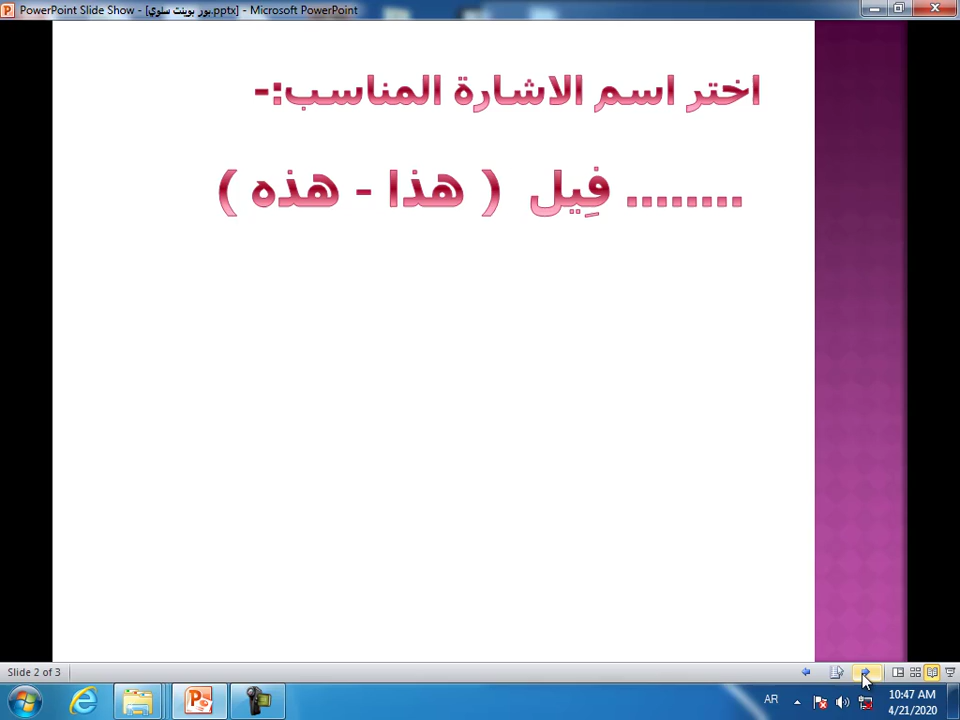 PowerPoint Slide Show - [بور بوينت سلوي.pptx] - Microsoft PowerPoint
اختر اسم الاشارة المناسب:-
........ فِيل ( هذا - هذه )
Slide 2 of 3
AR
10:47 AM
4/21/2020